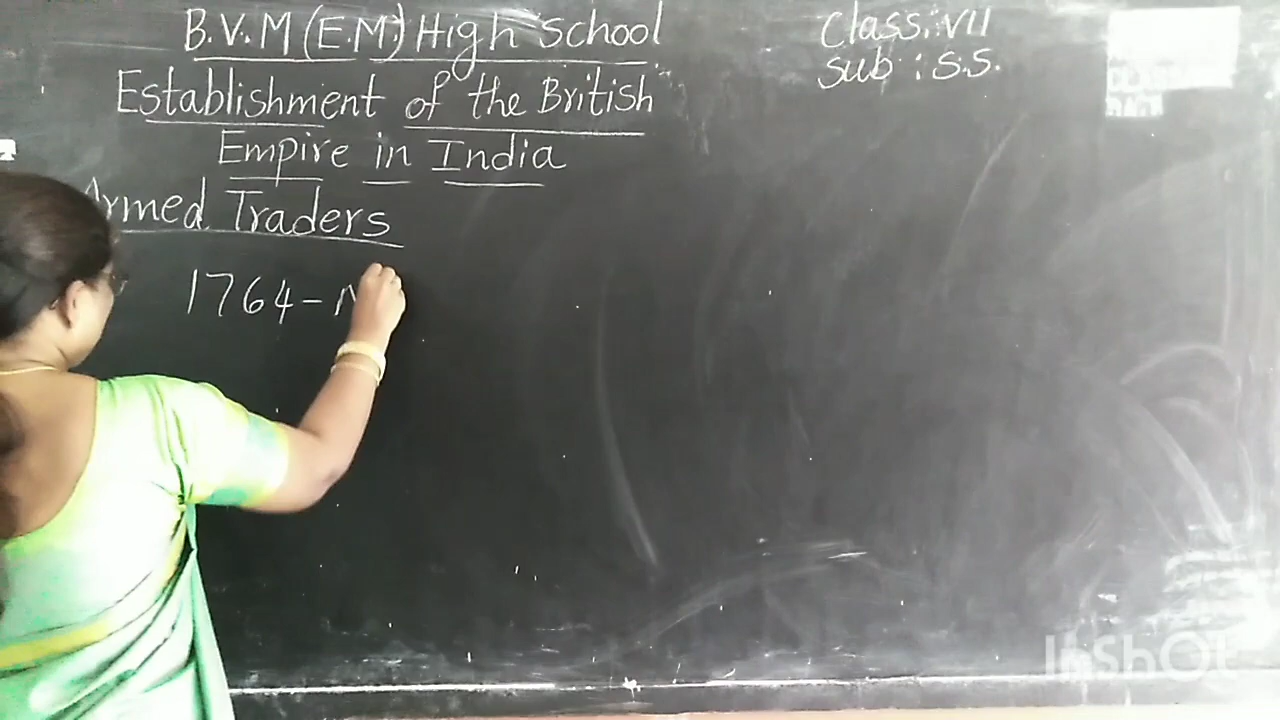 B.V.M (E.M) High School
Establishment of the British
Empire in India
Armed Traders
1764 -
Class : VII
Sub : S.S.
InShOt